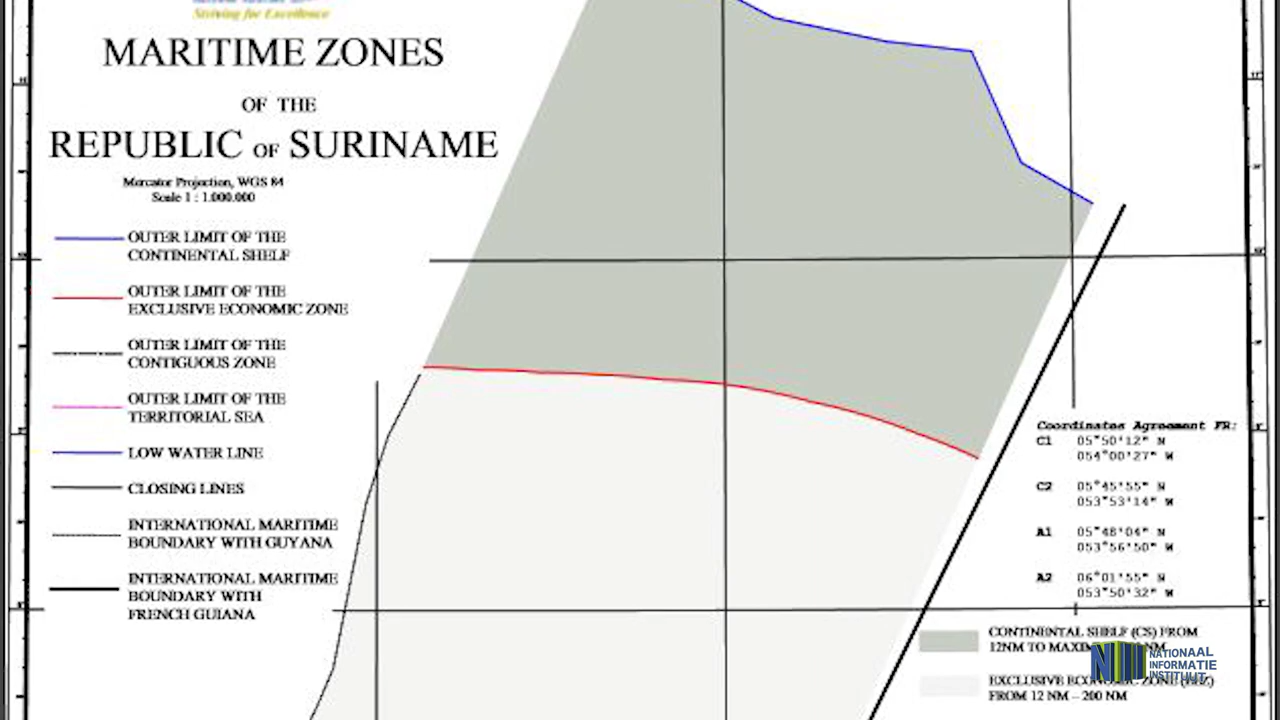 Striving for Excellence
MARITIME ZONES
OF THE
REPUBLIC OF SURINAME
Mercator Projection, WGS 84
Scale 1 : 1.000.000
OUTER LIMIT OF THE
CONTINENTAL SHELF
OUTER LIMIT OF THE
EXCLUSIVE ECONOMIC ZONE
OUTER LIMIT OF THE
CONTIGUOUS ZONE
OUTER LIMIT OF THE
TERRITORIAL SEA
LOW WATER LINE
CLOSING LINES
INTERNATIONAL MARITIME
BOUNDARY WITH GUYANA
INTERNATIONAL MARITIME
BOUNDARY WITH
FRENCH GUIANA
Coordinates Agreement FR:
C1 05°50'12" N
054°00'27" W
C2 05°45'55" N
053°53'14" W
A1 05°48'04" N
053°56'50" W
A2 06°01'55" N
053°50'32" W
CONTINENTAL SHELF (CS) FROM
12NM TO NM
EXCLUSIVE ECONOMIC ZONE (EEZ)
FROM 12 NM – 200 NM
NATIONAAL
INFORMATIE
INSTITUUT